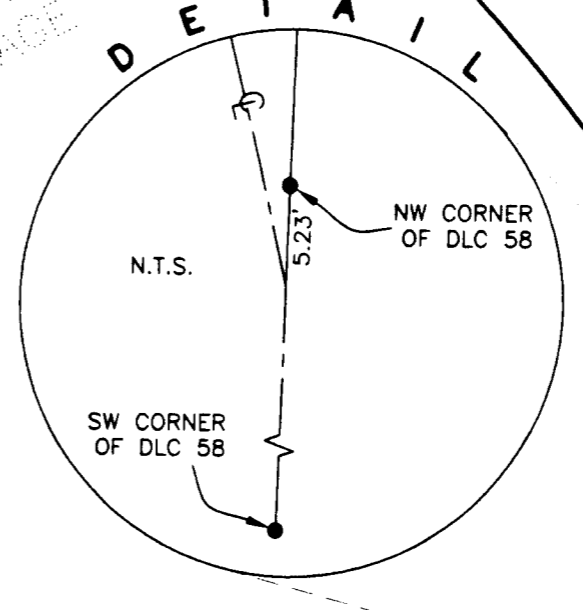 DETAIL
NW CORNER
OF DLC 58
5.23'
N.T.S.
SW CORNER
OF DLC 58